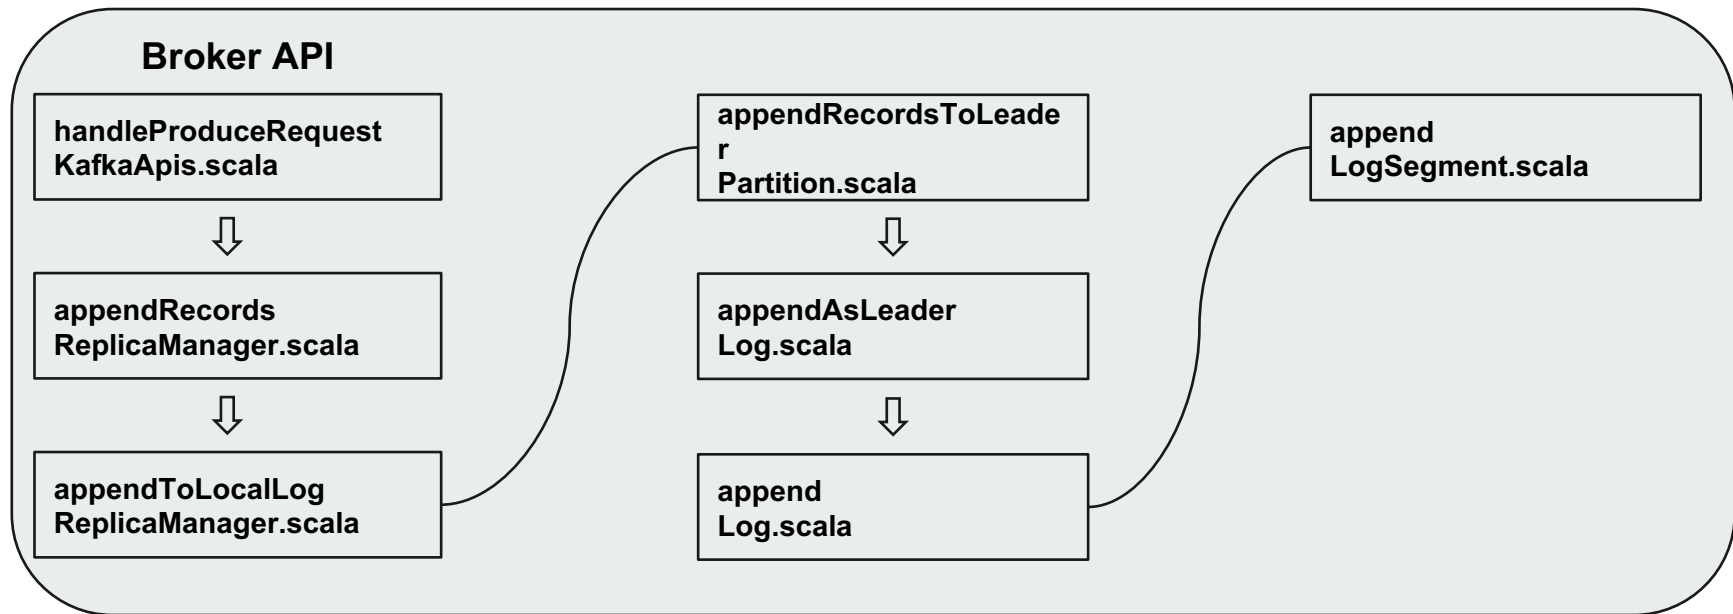 Broker API
handleProduceRequest
KafkaApis.scala
appendRecords
ReplicaManager.scala
appendToLocalLog
ReplicaManager.scala
appendRecordsToLeade
r
Partition.scala
appendAsLeader
Log.scala
append
Log.scala
append
LogSegment.scala